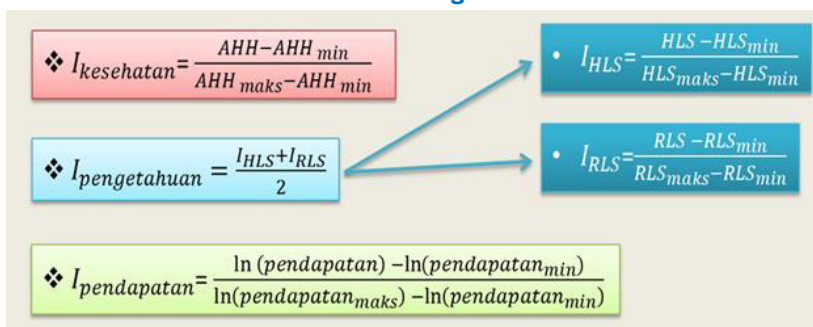 ❖ I_kesehatan = (AHH − AHH_min) / (AHH_maks − AHH_min)
• I_HLS = (HLS − HLS_min) / (HLS_maks − HLS_min)
❖ I_pengetahuan = (I_HLS + I_RLS) / 2
• I_RLS = (RLS − RLS_min) / (RLS_maks − RLS_min)
❖ I_pendapatan = (ln (pendapatan) − ln(pendapatan_min)) / (ln(pendapatan_maks) − ln(pendapatan_min))